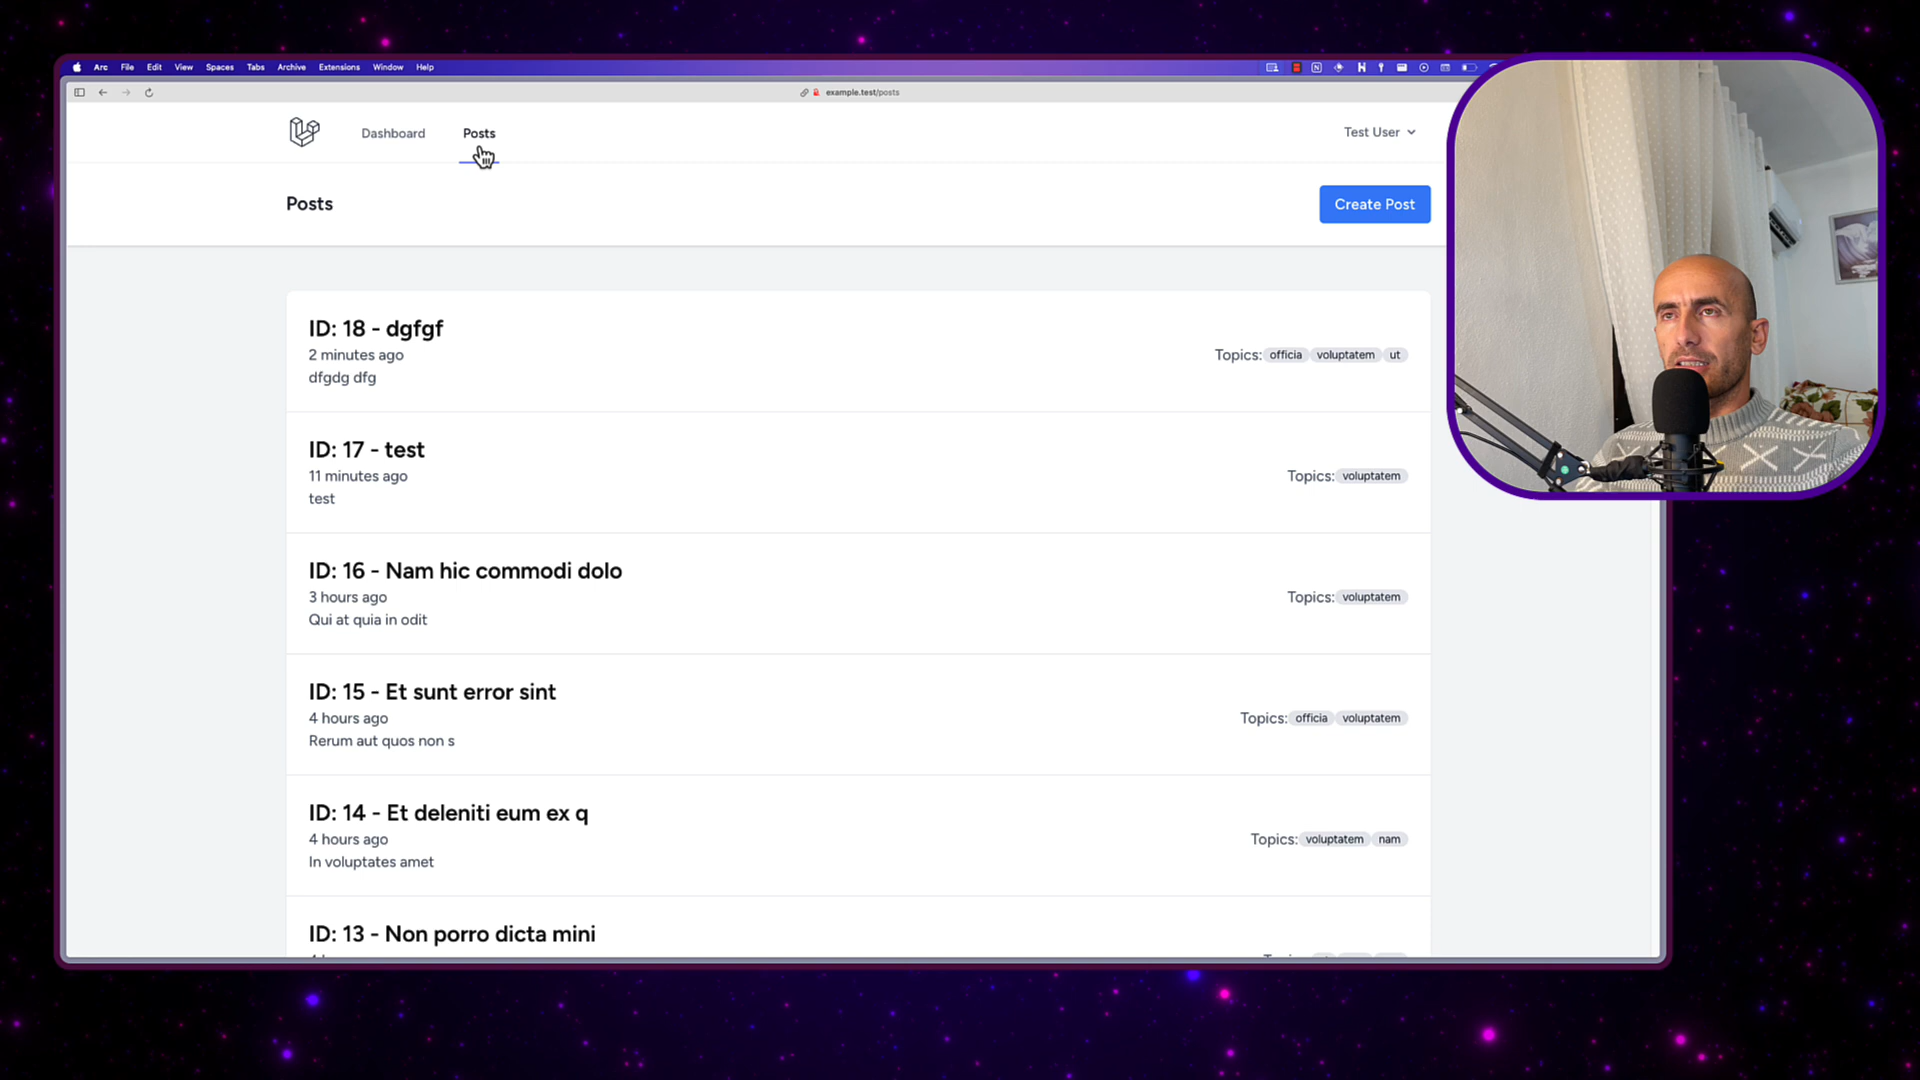 Arc File Edit View Spaces Tabs Archive Extensions Window Help
example.test/posts
Dashboard Posts Test User
Posts Create Post
ID: 18 - dgfgf
2 minutes ago
dfgdg dfg
Topics: officia voluptatem ut
ID: 17 - test
11 minutes ago
test
Topics: voluptatem
ID: 16 - Nam hic commodi dolo
3 hours ago
Qui at quia in odit
Topics: voluptatem
ID: 15 - Et sunt error sint
4 hours ago
Rerum aut quos non s
Topics: officia voluptatem
ID: 14 - Et deleniti eum ex q
4 hours ago
In voluptates amet
Topics: voluptatem nam
ID: 13 - Non porro dicta mini